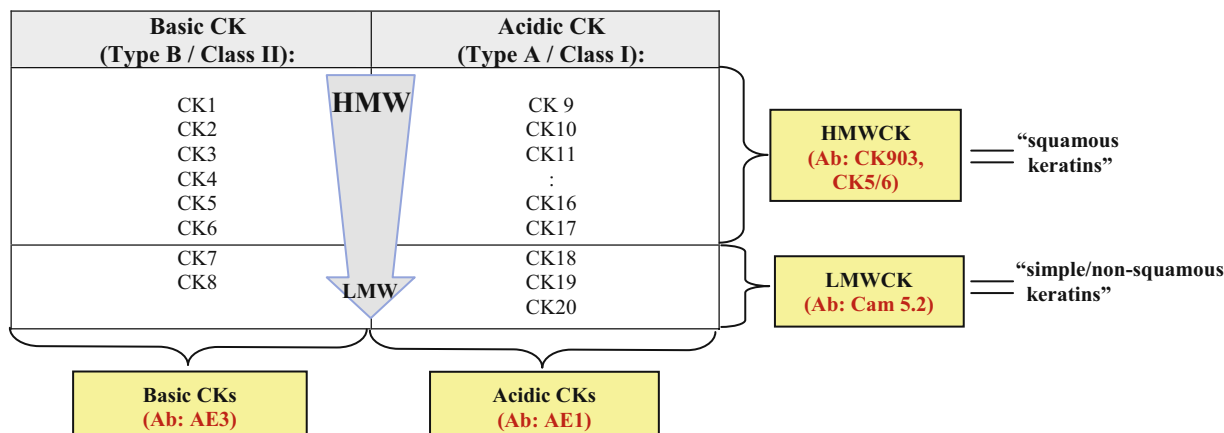 Basic CK
(Type B / Class II):
Acidic CK
(Type A / Class I):
CK1
CK2
CK3
CK4
CK5
CK6
HMW
CK 9
CK10
CK11
:
CK16
CK17
HMWCK
(Ab: CK903,
CK5/6)
“squamous
keratins”
CK7
CK8
LMW
CK18
CK19
CK20
LMWCK
(Ab: Cam 5.2)
“simple/non-squamous
keratins”
Basic CKs
(Ab: AE3)
Acidic CKs
(Ab: AE1)